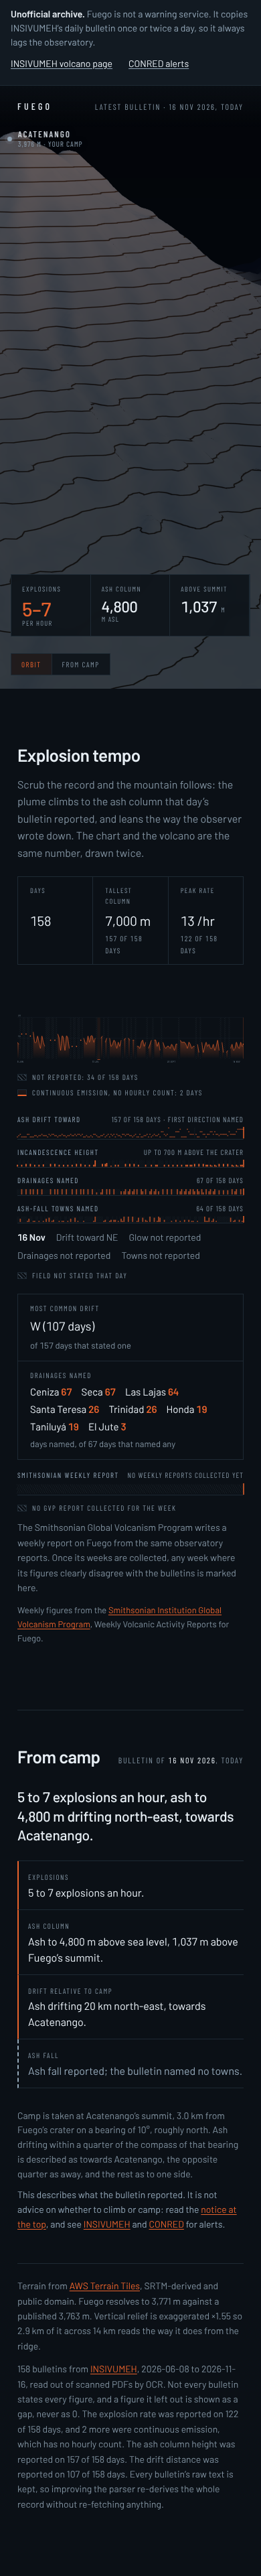 Unofficial archive. Fuego is not a warning service. It copies
INSIVUMEH's daily bulletin once or twice a day, so it always
lags the observatory.
INSIVUMEH volcano page CONRED alerts
FUEGO LATEST BULLETIN · 16 NOV 2026, TODAY
ACATENANGO
3,976 M · YOUR CAMP
EXPLOSIONS ASH COLUMN ABOVE SUMMIT
5–7 4,800 1,037 M
PER HOUR M ASL
ORBIT FROM CAMP
Explosion tempo
Scrub the record and the mountain follows: the
plume climbs to the ash column that day's
bulletin reported, and leans the way the observer
wrote down. The chart and the volcano are the
same number, drawn twice.
DAYS TALLEST COLUMN PEAK RATE
158 7,000 m 13 /hr
157 OF 158 DAYS 122 OF 158 DAYS
NOT REPORTED: 34 OF 158 DAYS
CONTINUOUS EMISSION, NO HOURLY COUNT: 2 DAYS
ASH DRIFT TOWARD 157 OF 158 DAYS · FIRST DIRECTION NAMED
INCANDESCENCE HEIGHT UP TO 700 M ABOVE THE CRATER
DRAINAGES NAMED 67 OF 158 DAYS
ASH-FALL TOWNS NAMED 64 OF 158 DAYS
16 Nov Drift toward NE Glow not reported
Drainages not reported Towns not reported
FIELD NOT STATED THAT DAY
MOST COMMON DRIFT
W (107 days)
of 157 days that stated one
DRAINAGES NAMED
Ceniza 67 Seca 67 Las Lajas 64
Santa Teresa 26 Trinidad 26 Honda 19
Taniluyá 19 El Jute 3
days named, of 67 days that named any
SMITHSONIAN WEEKLY REPORT NO WEEKLY REPORTS COLLECTED YET
NO GVP REPORT COLLECTED FOR THE WEEK
The Smithsonian Global Volcanism Program writes a
weekly report on Fuego from the same observatory
reports. Once its weeks are collected, any week where
its figures clearly disagree with the bulletins is marked
here.
Weekly figures from the Smithsonian Institution Global
Volcanism Program, Weekly Volcanic Activity Reports for
Fuego.
From camp BULLETIN OF 16 NOV 2026, TODAY
5 to 7 explosions an hour, ash to
4,800 m drifting north-east, towards
Acatenango.
EXPLOSIONS
5 to 7 explosions an hour.
ASH COLUMN
Ash to 4,800 m above sea level, 1,037 m above
Fuego's summit.
DRIFT RELATIVE TO CAMP
Ash drifting 20 km north-east, towards
Acatenango.
ASH FALL
Ash fall reported; the bulletin named no towns.
Camp is taken at Acatenango's summit, 3.0 km from
Fuego's crater on a bearing of 10°, roughly north. Ash
drifting within a quarter of the compass of that bearing
is described as towards Acatenango, the opposite
quarter as away, and the rest as to one side.
This describes what the bulletin reported. It is not
advice on whether to climb or camp: read the notice at
the top, and see INSIVUMEH and CONRED for alerts.
Terrain from AWS Terrain Tiles, SRTM-derived and
public domain. Fuego resolves to 3,771 m against a
published 3,763 m. Vertical relief is exaggerated ×1.55 so
2.9 km of it across 14 km reads the way it does from the
ridge.
158 bulletins from INSIVUMEH, 2026-06-08 to 2026-11-
16, read out of scanned PDFs by OCR. Not every bulletin
states every figure, and a figure it left out is shown as a
gap, never as 0. The explosion rate was reported on 122
of 158 days, and 2 more were continuous emission,
which has no hourly count. The ash column height was
reported on 157 of 158 days. The drift distance was
reported on 107 of 158 days. Every bulletin's raw text is
kept, so improving the parser re-derives the whole
record without re-fetching anything.